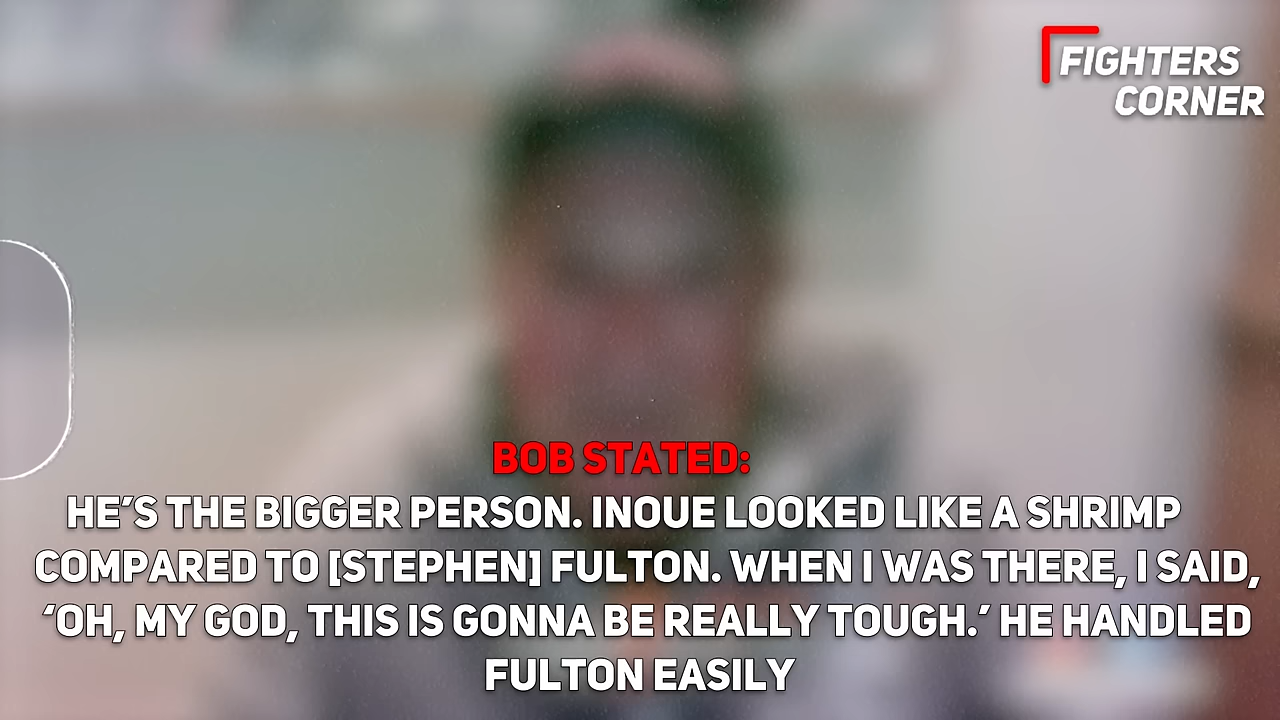 FIGHTERS
CORNER
BOB STATED:
HE'S THE BIGGER PERSON. INOUE LOOKED LIKE A SHRIMP
COMPARED TO [STEPHEN] FULTON. WHEN I WAS THERE, I SAID,
‘OH, MY GOD, THIS IS GONNA BE REALLY TOUGH.’ HE HANDLED
FULTON EASILY